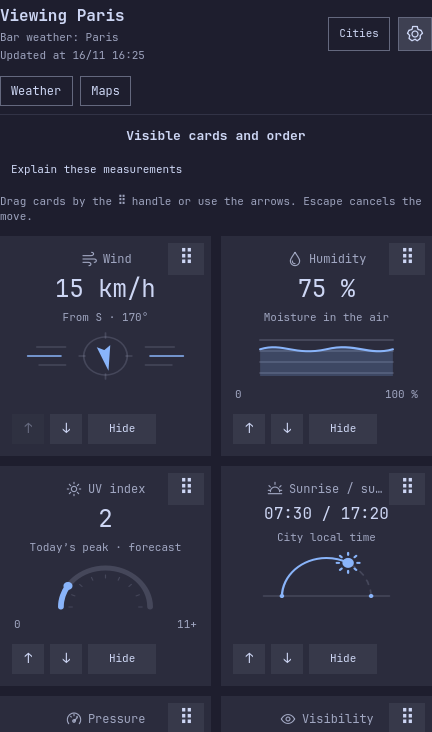 Viewing Paris
Bar weather: Paris
Updated at 16/11 16:25
Cities
Weather
Maps
Visible cards and order
Explain these measurements
Drag cards by the ⠿ handle or use the arrows. Escape cancels the
move.
Wind
15 km/h
From S · 170°
↑ ↓ Hide
Humidity
75 %
Moisture in the air
0 100 %
↑ ↓ Hide
UV index
2
Today's peak · forecast
0 11+
↑ ↓ Hide
Sunrise / su…
07:30 / 17:20
City local time
↑ ↓ Hide
Pressure
Visibility